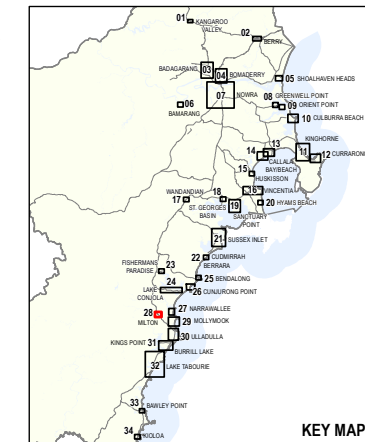 01
KANGAROO
VALLEY
02
BERRY
BADAGARANG
03
04
BOMADERRY
05
SHOALHAVEN HEADS
07
NOWRA
06
BAMARANG
08
GREENWELL POINT
09
ORIENT POINT
10
CULBURRA BEACH
KINGHORNE
11
12
CURRARONG
13
14
CALLALA
BAY/BEACH
15
HUSKISSON
16
VINCENTIA
WANDANDIAN
17
18
ST. GEORGES
BASIN
19
20
HYAMS BEACH
SANCTUARY
POINT
21
SUSSEX INLET
22
CUDMIRRAH
BERRARA
FISHERMANS
PARADISE
23
24
25
BENDALONG
LAKE
CONJOLA
26
CUNJURONG POINT
27
NARRAWALLEE
28
MILTON
29
MOLLYMOOK
30
ULLADULLA
KINGS POINT
31
BURRILL LAKE
32
LAKE TABOURIE
33
BAWLEY POINT
34
KIOLOA
KEY MAP